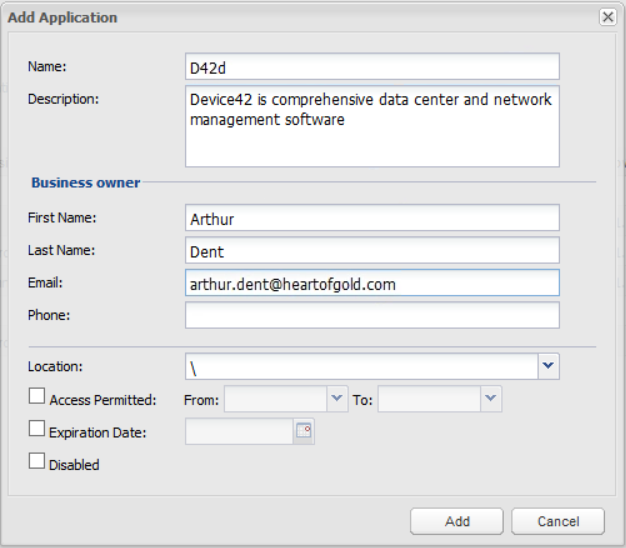 Add Application
Name: D42d
Description: Device42 is comprehensive data center and network
management software
Business owner
First Name: Arthur
Last Name: Dent
Email: arthur.dent@heartofgold.com
Phone:
Location: \
Access Permitted: From: To:
Expiration Date:
Disabled
Add Cancel